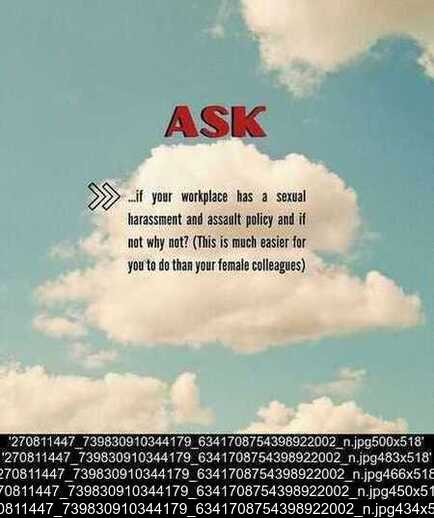 ASK
...if your workplace has a sexual
harassment and assault policy and if
not why not? (This is much easier for
you to do than your female colleagues)
'270811447_739830910344179_6341708754398922002_n.jpg500x518'
'270811447_739830910344179_6341708754398922002_n.jpg483x518'
270811447_739830910344179_6341708754398922002_n.jpg466x518
70811447_739830910344179_6341708754398922002_n.jpg450x51
70811447_739830910344179_6341708754398922002_n.jpg434x5